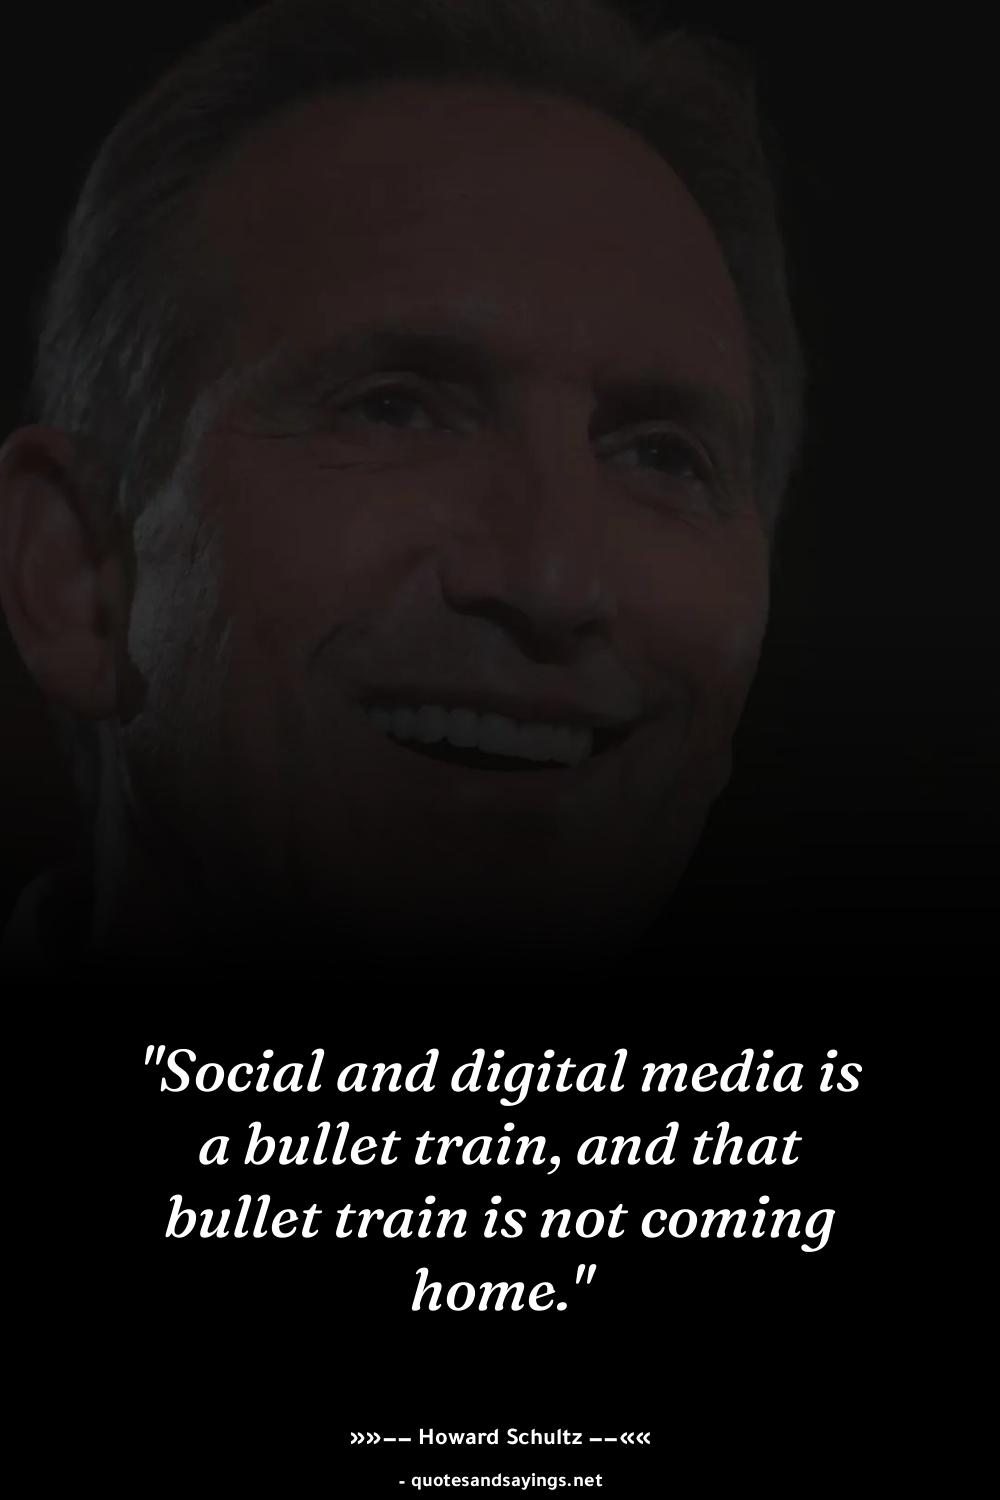 "Social and digital media is
a bullet train, and that
bullet train is not coming
home."
»»–– Howard Schultz ––««
- quotesandsayings.net